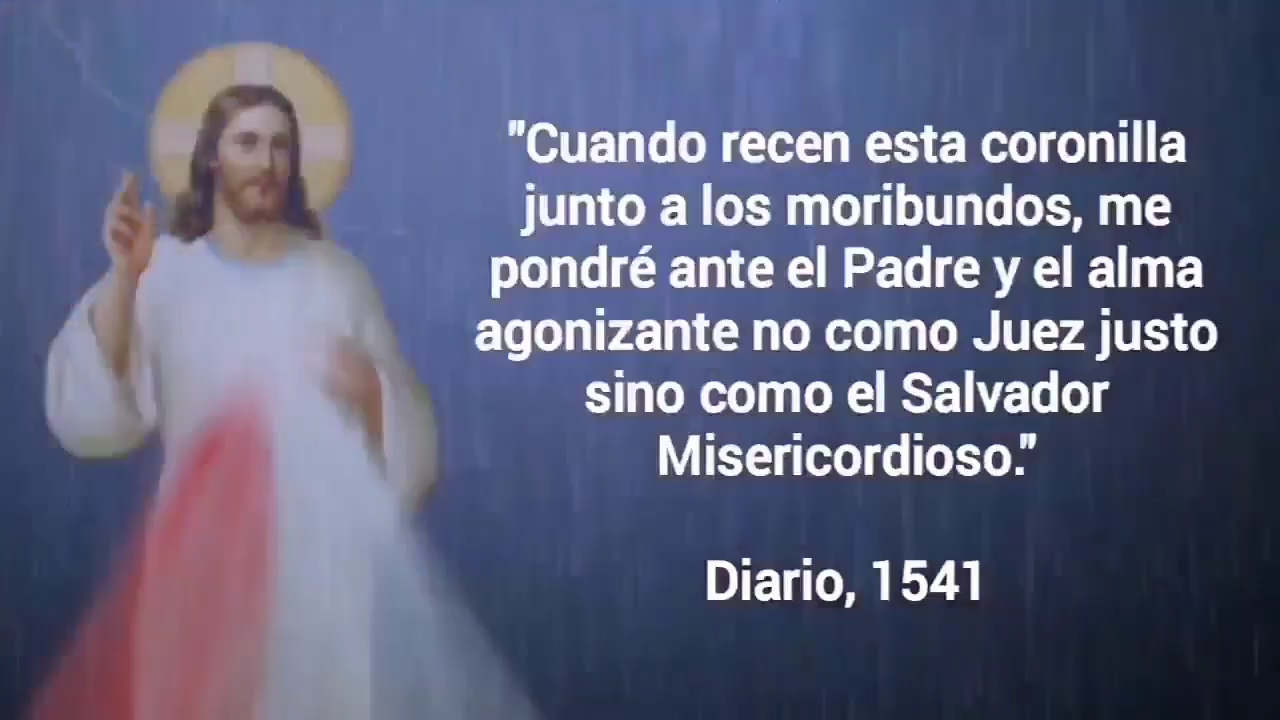 "Cuando recen esta coronilla
junto a los moribundos, me
pondré ante el Padre y el alma
agonizante no como Juez justo
sino como el Salvador
Misericordioso."
Diario, 1541